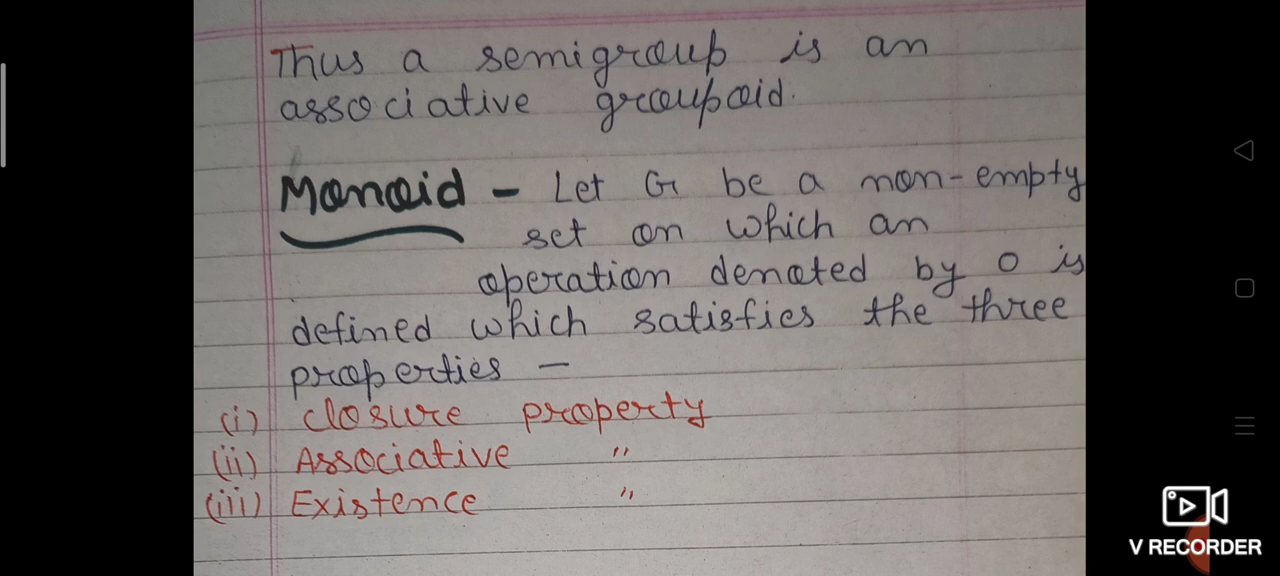 Thus a semigroup is an
associative groupoid.
Monoid - Let G be a non-empty
set on which an
operation denoted by o is
defined which satisfies the three
properties —
(i) Closure property
(ii) Associative "
(iii) Existence "
V RECORDER